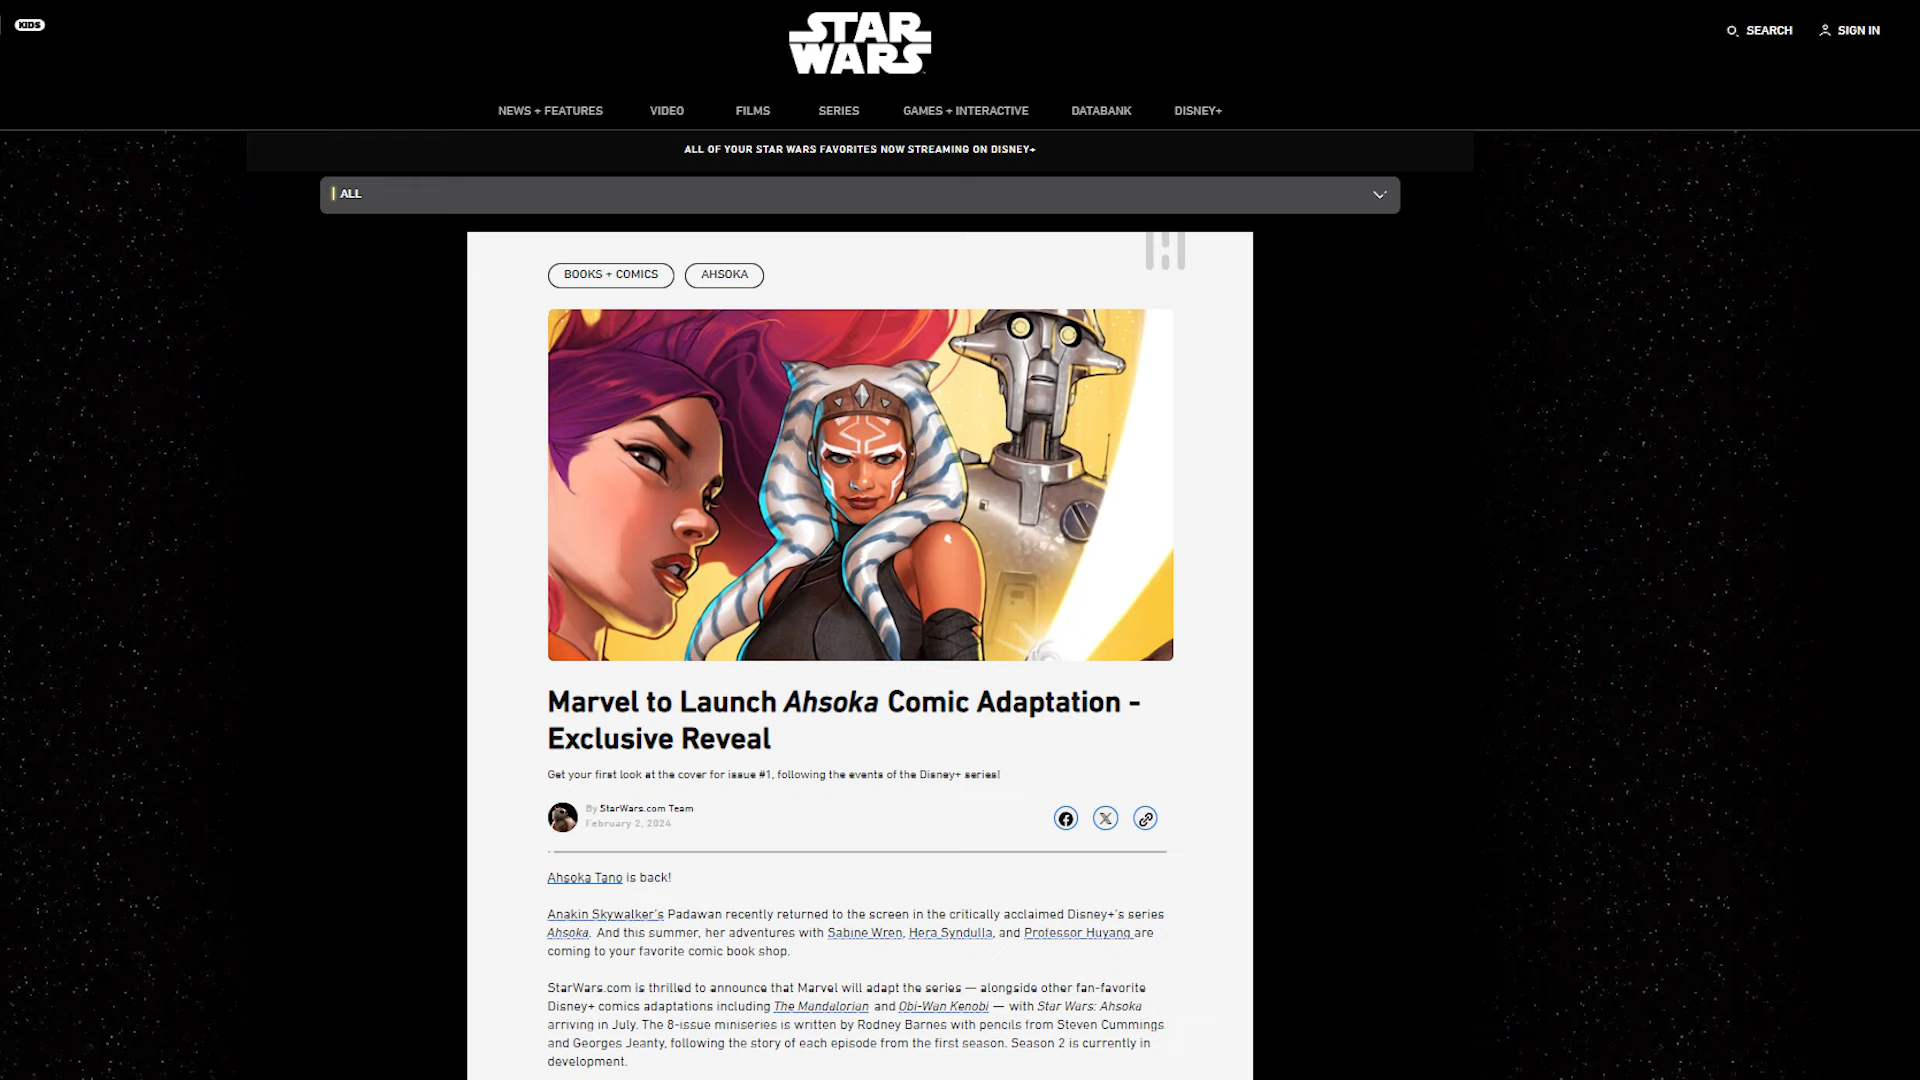 KIDS
STAR
WARS
SEARCH
SIGN IN
NEWS + FEATURES
VIDEO
FILMS
SERIES
GAMES + INTERACTIVE
DATABANK
DISNEY+
ALL OF YOUR STAR WARS FAVORITES NOW STREAMING ON DISNEY+
ALL
BOOKS + COMICS
AHSOKA
Marvel to Launch Ahsoka Comic Adaptation -
Exclusive Reveal
Get your first look at the cover for issue #1, following the events of the Disney+ series!
By StarWars.com Team
February 2, 2024
Ahsoka Tano is back!
Anakin Skywalker's Padawan recently returned to the screen in the critically acclaimed Disney+'s series
Ahsoka. And this summer, her adventures with Sabine Wren, Hera Syndulla, and Professor Huyang are
coming to your favorite comic book shop.
StarWars.com is thrilled to announce that Marvel will adapt the series — alongside other fan-favorite
Disney+ comics adaptations including The Mandalorian and Obi-Wan Kenobi — with Star Wars: Ahsoka
arriving in July. The 8-issue miniseries is written by Rodney Barnes with pencils from Steven Cummings
and Georges Jeanty, following the story of each episode from the first season. Season 2 is currently in
development.